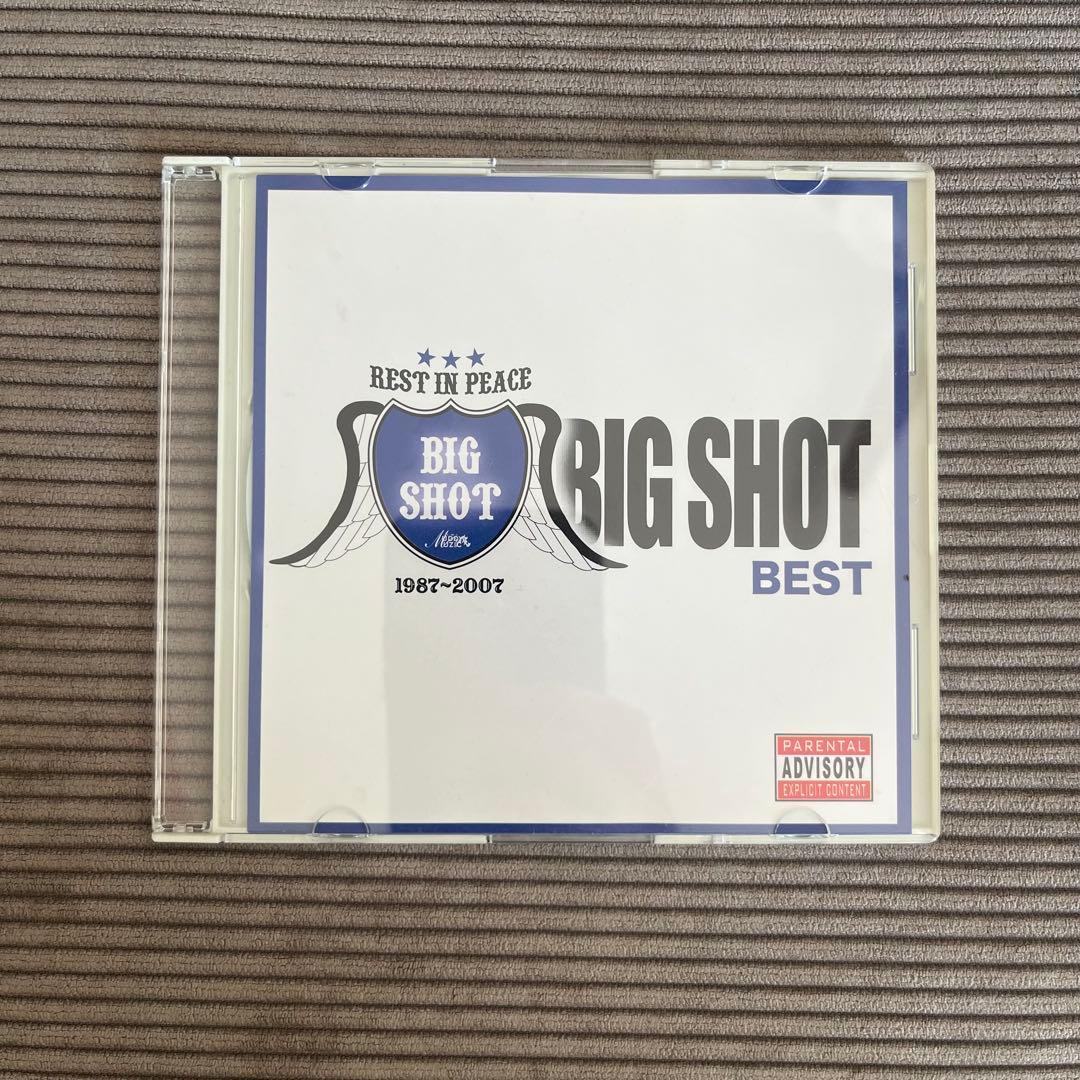 REST IN PEACE
BIG
SHOT
1987~2007
BIG SHOT
BEST
PARENTAL
ADVISORY
EXPLICIT CONTENT